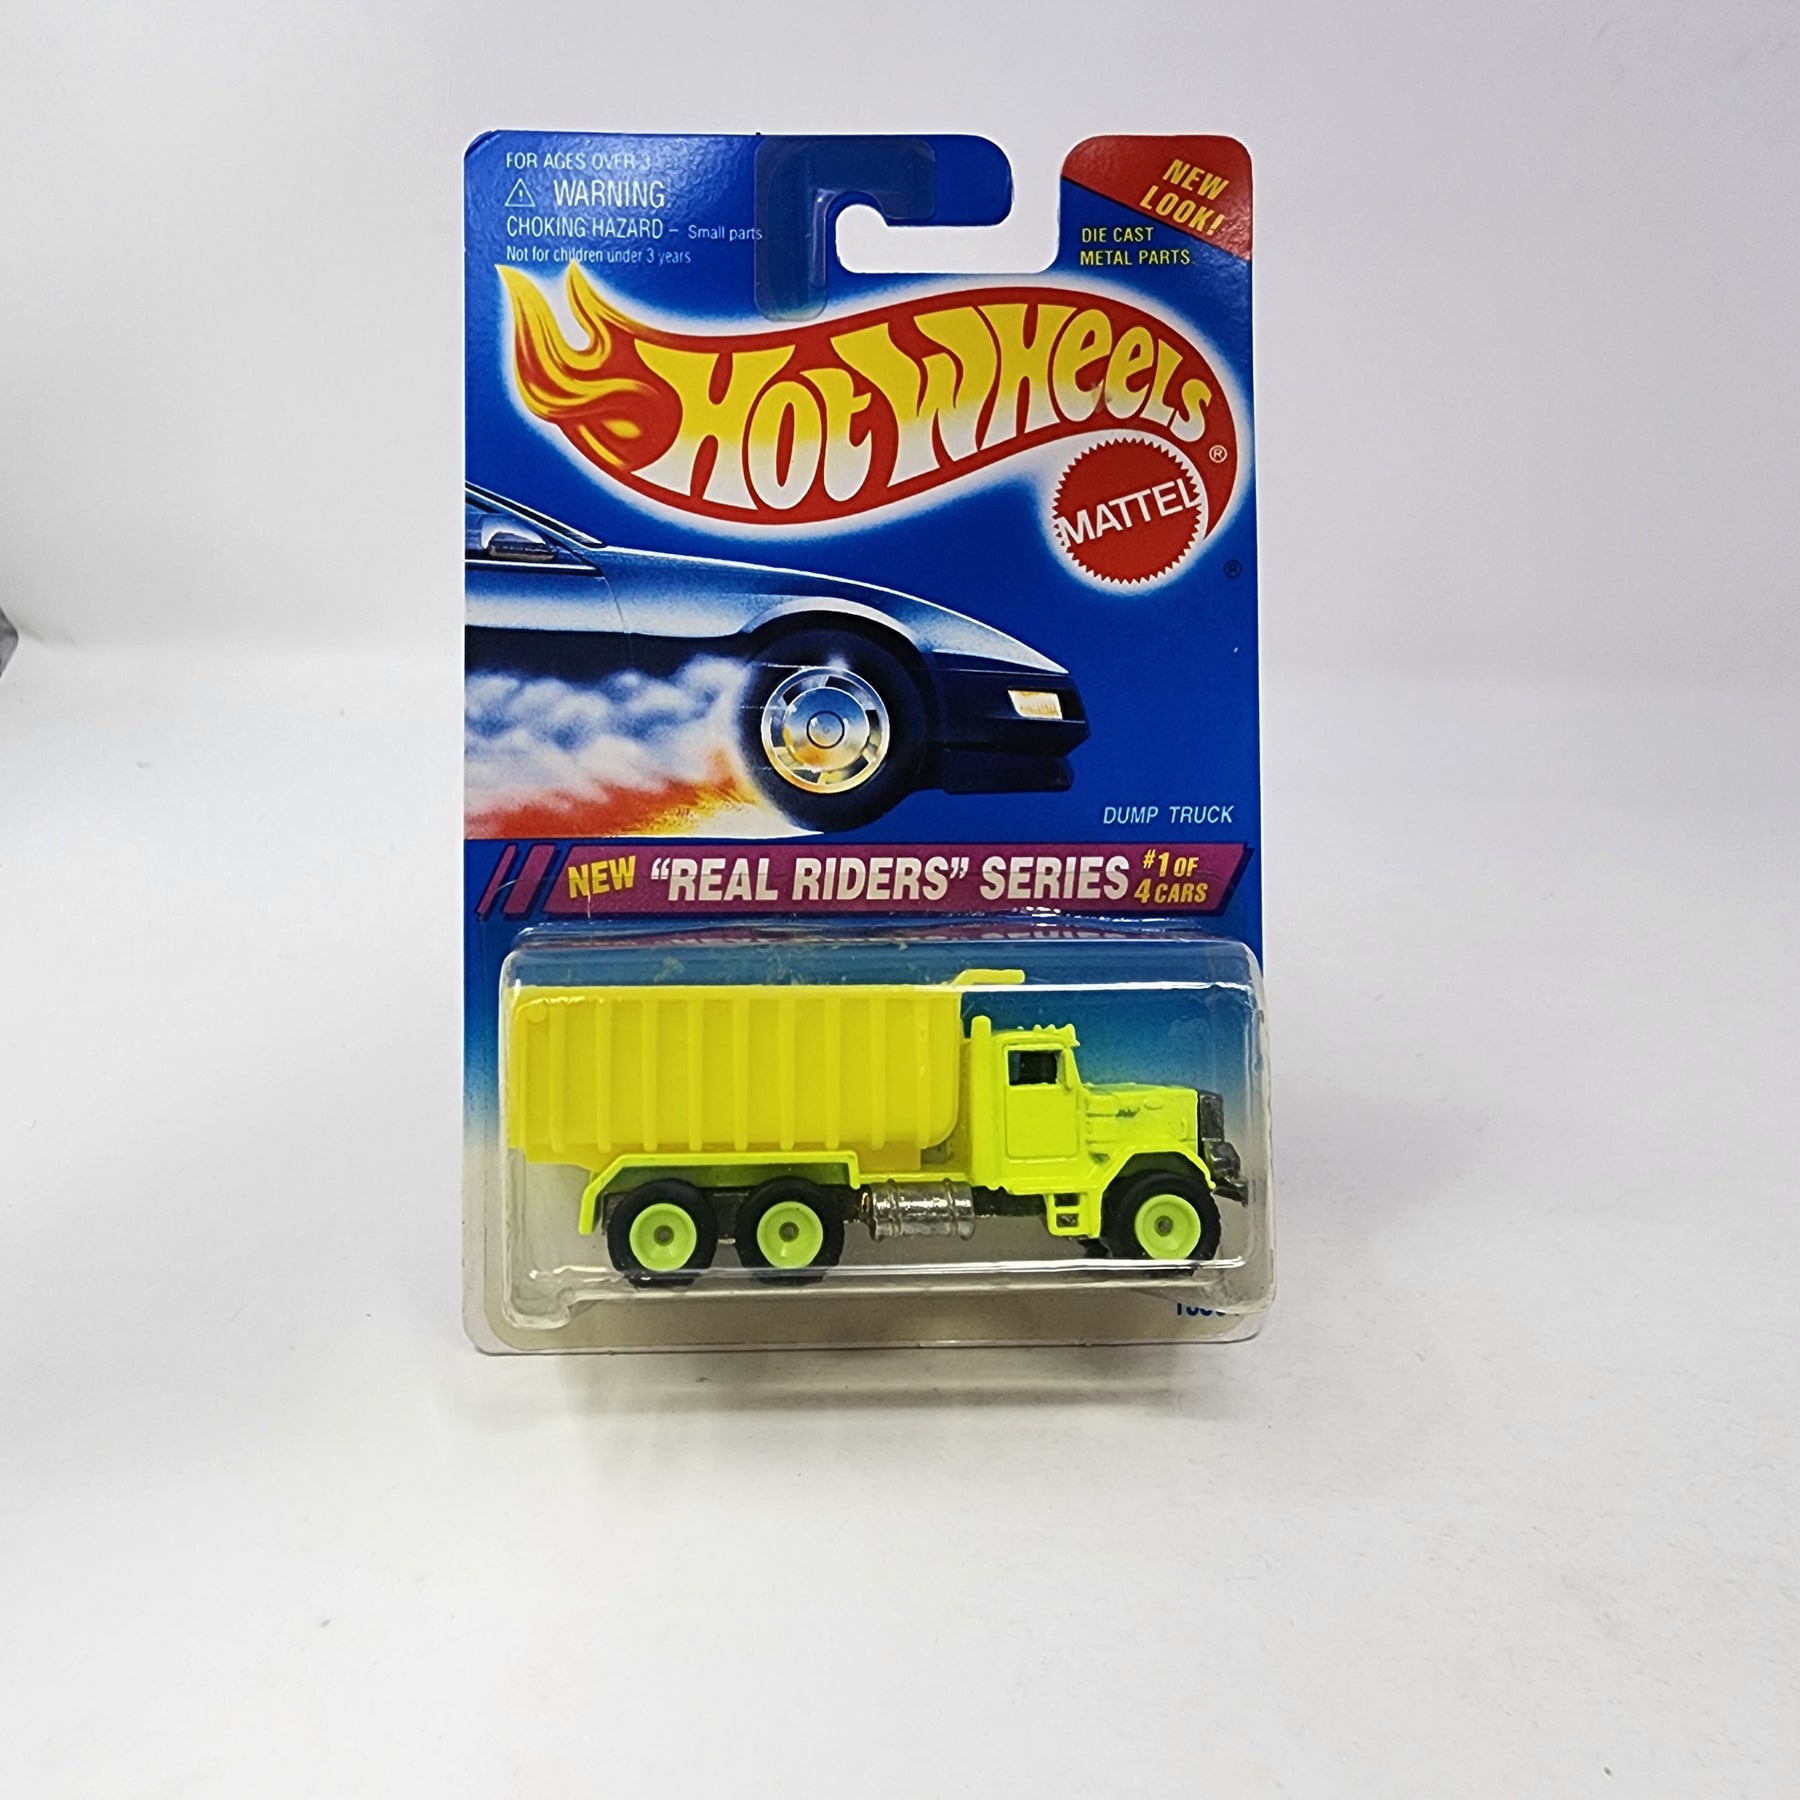 FOR AGES OVER 3
WARNING
CHOKING HAZARD – Small parts
Not for children under 3 years
NEW
LOOK!
DIE CAST
METAL PARTS
HOT WHEELS ®
MATTEL
®
DUMP TRUCK
NEW "REAL RIDERS" SERIES #1 OF
4 CARS